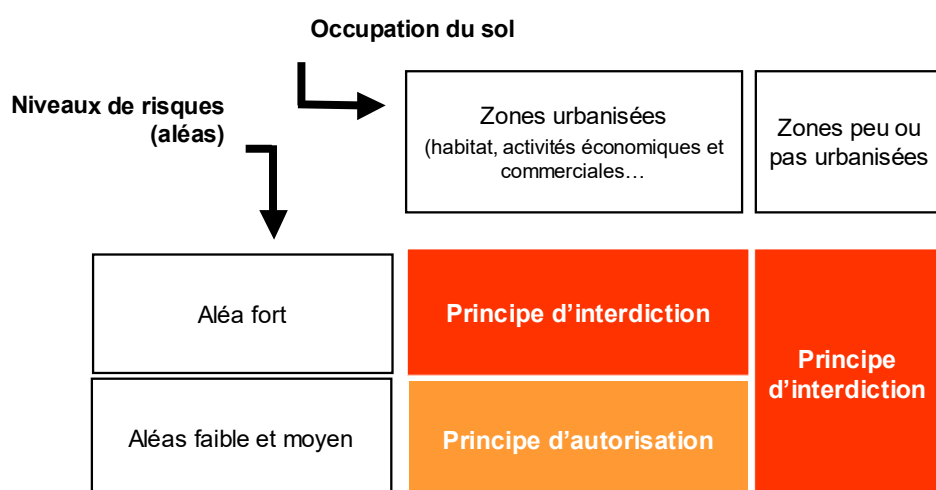 Occupation du sol
Niveaux de risques
(aléas)
Zones urbanisées
(habitat, activités économiques et
commerciales…
Zones peu ou
pas urbanisées
Aléa fort
Principe d’interdiction
Principe
d’interdiction
Aléas faible et moyen
Principe d’autorisation